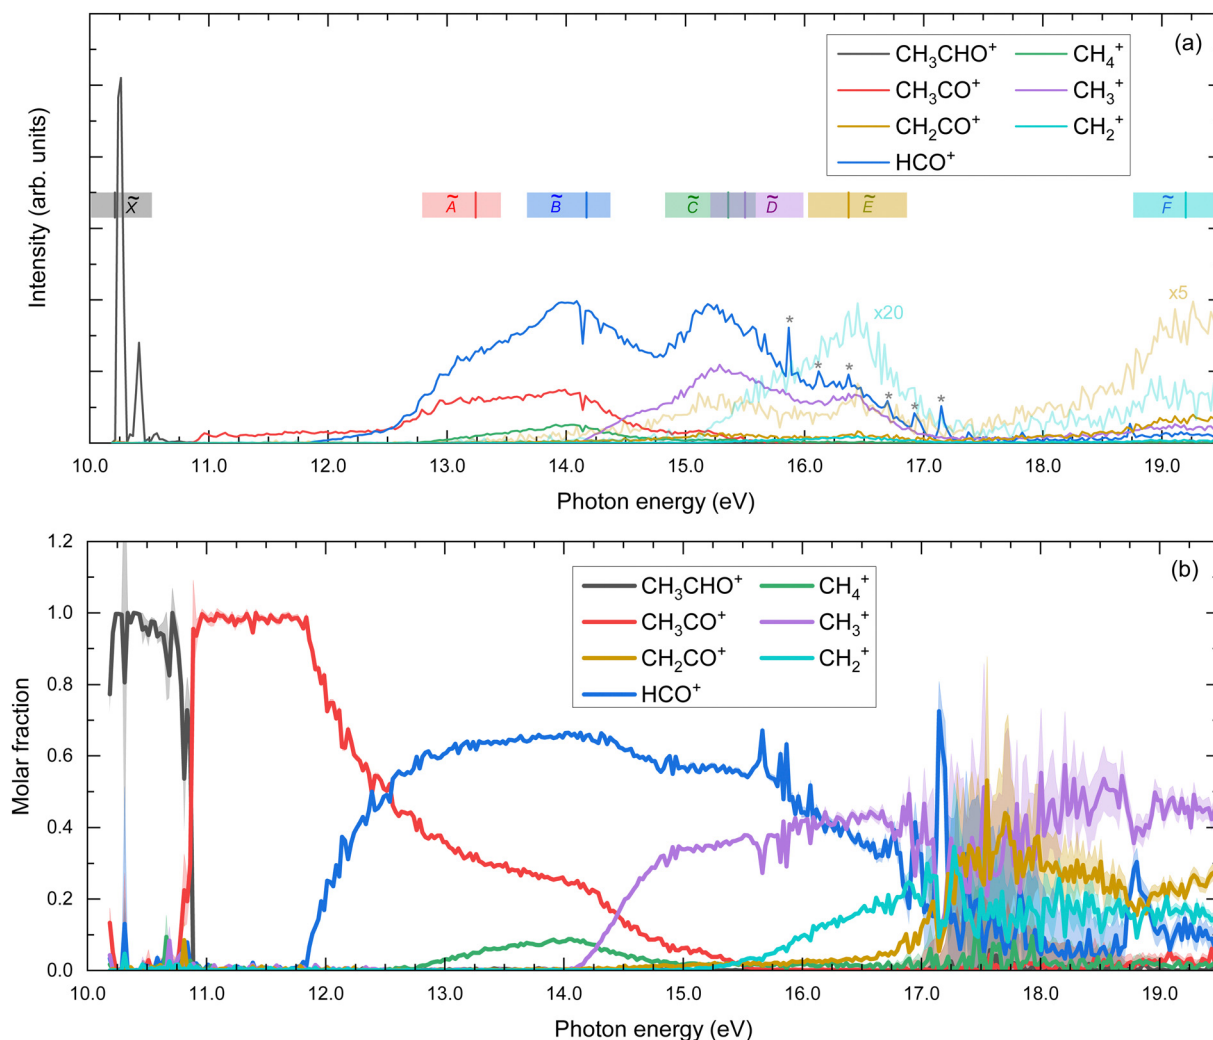 (a)
CH₃CHO⁺ CH₄⁺
CH₃CO⁺ CH₃⁺
CH₂CO⁺ CH₂⁺
HCO⁺
Intensity (arb. units)
X̃ Ã B̃ C̃ D̃ Ẽ F̃
x20 x5
* * * * * *
10.0 11.0 12.0 13.0 14.0 15.0 16.0 17.0 18.0 19.0
Photon energy (eV)
(b)
CH₃CHO⁺ CH₄⁺
CH₃CO⁺ CH₃⁺
CH₂CO⁺ CH₂⁺
HCO⁺
Molar fraction
1.2
1.0
0.8
0.6
0.4
0.2
0.0
10.0 11.0 12.0 13.0 14.0 15.0 16.0 17.0 18.0 19.0
Photon energy (eV)